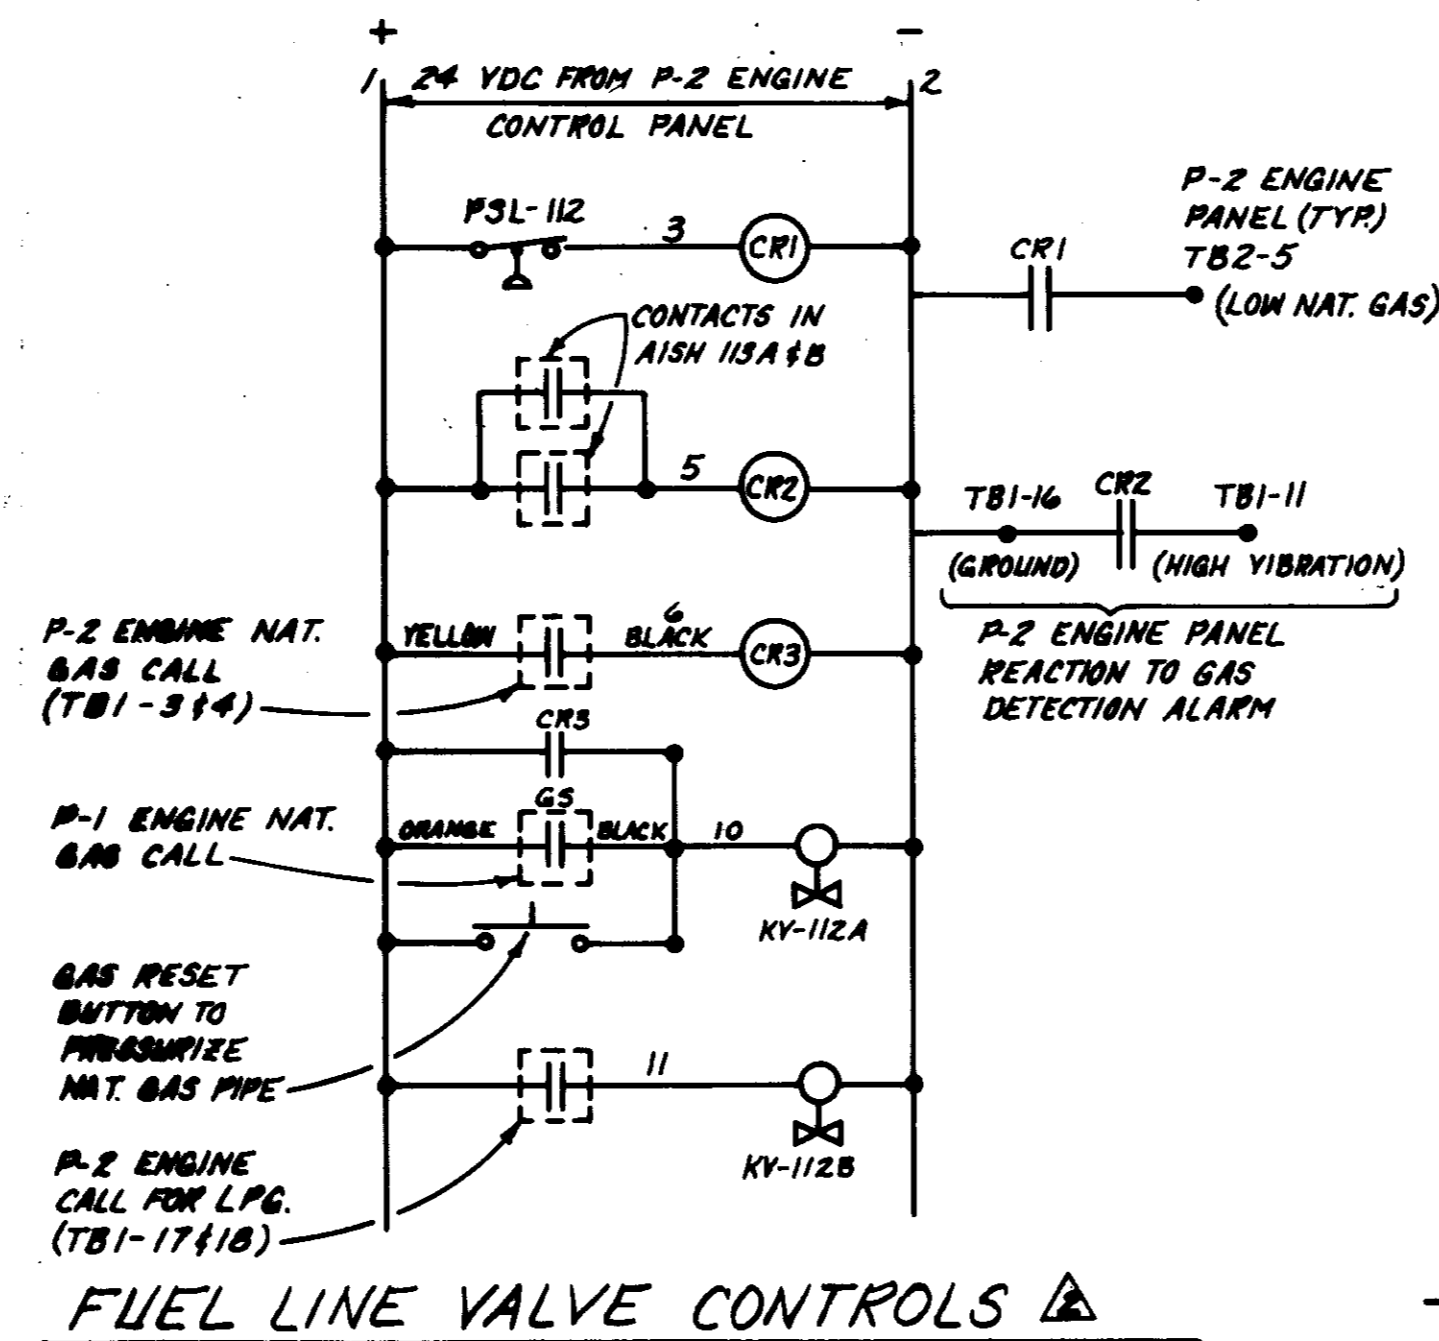 + −
1 24 VDC FROM P-2 ENGINE 2
CONTROL PANEL
PSL-112
3
CR1
CR1
P-2 ENGINE
PANEL (TYP.)
TB2-5
(LOW NAT. GAS)
CONTACTS IN
AISH 113A & B
5
CR2
TB1-16
CR2
TB1-11
(GROUND)
(HIGH VIBRATION)
P-2 ENGINE PANEL
REACTION TO GAS
DETECTION ALARM
P-2 ENGINE NAT.
GAS CALL
(TB1-3 & 4)
YELLOW
6
BLACK
CR3
CR3
P-1 ENGINE NAT.
GAS CALL
GS
ORANGE
BLACK
10
KV-112A
GAS RESET
BUTTON TO
PRESSURIZE
NAT. GAS PIPE
11
KV-112B
P-2 ENGINE
CALL FOR LPG.
(TB1-17 & 18)
FUEL LINE VALVE CONTROLS 2